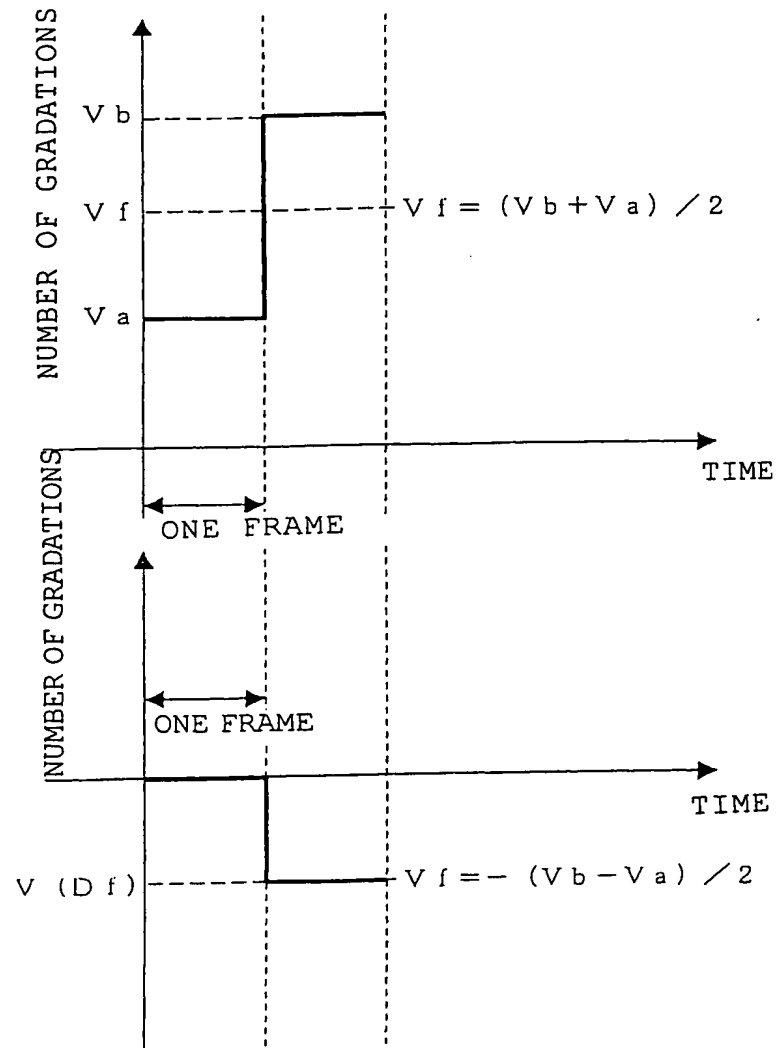 NUMBER OF GRADATIONS
V b
V f
V f = (V b + V a) / 2
V a
TIME
ONE FRAME
NUMBER OF GRADATIONS
ONE FRAME
TIME
V (D f)
V f = - (V b - V a) / 2